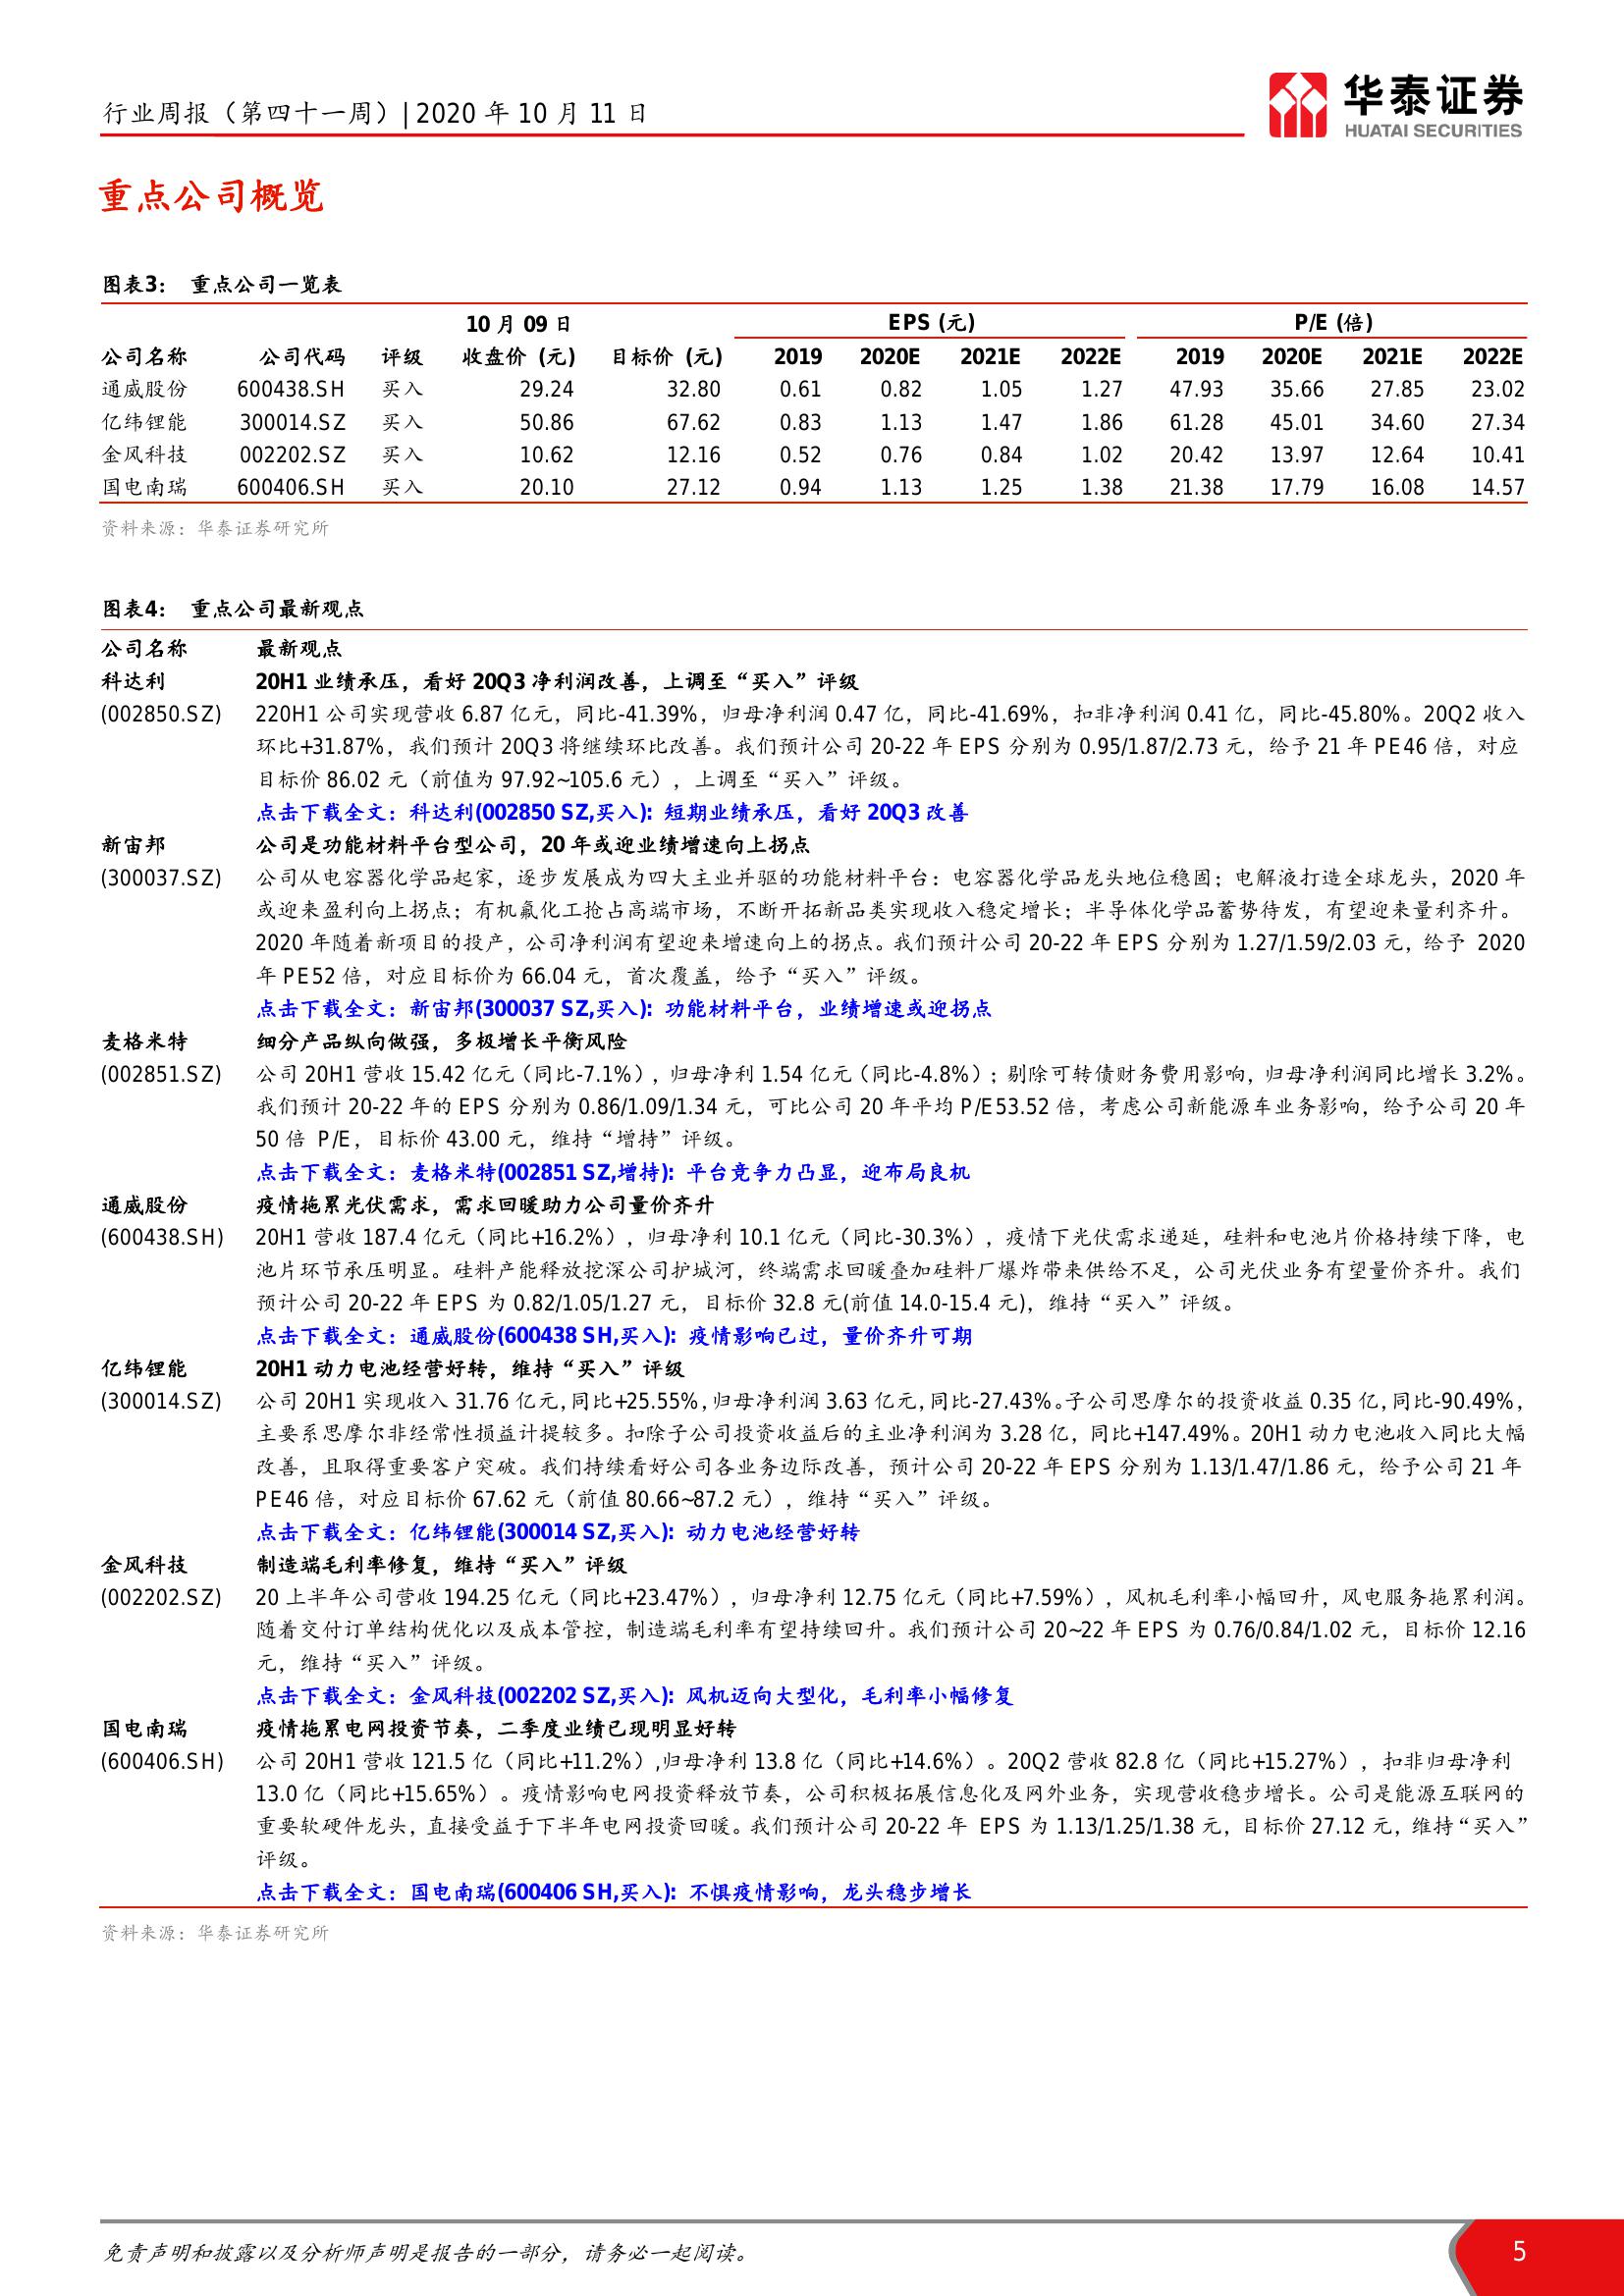 行业周报（第四十一周）| 2020 年 10 月 11 日
华泰证券
HUATAI SECURITIES
重点公司概览
图表3： 重点公司一览表
10 月 09 日 EPS (元) P/E (倍)
公司名称 公司代码 评级 收盘价 (元) 目标价 (元) 2019 2020E 2021E 2022E 2019 2020E 2021E 2022E
通威股份 600438.SH 买入 29.24 32.80 0.61 0.82 1.05 1.27 47.93 35.66 27.85 23.02
亿纬锂能 300014.SZ 买入 50.86 67.62 0.83 1.13 1.47 1.86 61.28 45.01 34.60 27.34
金风科技 002202.SZ 买入 10.62 12.16 0.52 0.76 0.84 1.02 20.42 13.97 12.64 10.41
国电南瑞 600406.SH 买入 20.10 27.12 0.94 1.13 1.25 1.38 21.38 17.79 16.08 14.57
资料来源：华泰证券研究所
图表4： 重点公司最新观点
公司名称 最新观点
科达利 20H1 业绩承压，看好 20Q3 净利润改善，上调至“买入”评级
(002850.SZ) 220H1 公司实现营收 6.87 亿元，同比-41.39%，归母净利润 0.47 亿，同比-41.69%，扣非净利润 0.41 亿，同比-45.80%。20Q2 收入
环比+31.87%，我们预计 20Q3 将继续环比改善。我们预计公司 20-22 年 EPS 分别为 0.95/1.87/2.73 元，给予 21 年 PE46 倍，对应
目标价 86.02 元（前值为 97.92~105.6 元），上调至“买入”评级。
点击下载全文：科达利(002850 SZ,买入): 短期业绩承压，看好 20Q3 改善
新宙邦 公司是功能材料平台型公司，20 年或迎业绩增速向上拐点
(300037.SZ) 公司从电容器化学品起家，逐步发展成为四大主业并驱的功能材料平台：电容器化学品龙头地位稳固；电解液打造全球龙头，2020 年
或迎来盈利向上拐点；有机氟化工抢占高端市场，不断开拓新品类实现收入稳定增长；半导体化学品蓄势待发，有望迎来量利齐升。
2020 年随着新项目的投产，公司净利润有望迎来增速向上的拐点。我们预计公司 20-22 年 EPS 分别为 1.27/1.59/2.03 元，给予 2020
年 PE52 倍，对应目标价为 66.04 元，首次覆盖，给予“买入”评级。
点击下载全文：新宙邦(300037 SZ,买入): 功能材料平台，业绩增速或迎拐点
麦格米特 细分产品纵向做强，多极增长平衡风险
(002851.SZ) 公司 20H1 营收 15.42 亿元（同比-7.1%），归母净利 1.54 亿元（同比-4.8%）；剔除可转债财务费用影响，归母净利润同比增长 3.2%。
我们预计 20-22 年的 EPS 分别为 0.86/1.09/1.34 元，可比公司 20 年平均 P/E53.52 倍，考虑公司新能源车业务影响，给予公司 20 年
50 倍 P/E，目标价 43.00 元，维持“增持”评级。
点击下载全文：麦格米特(002851 SZ,增持): 平台竞争力凸显，迎布局良机
通威股份 疫情拖累光伏需求，需求回暖助力公司量价齐升
(600438.SH) 20H1 营收 187.4 亿元（同比+16.2%），归母净利 10.1 亿元（同比-30.3%），疫情下光伏需求递延，硅料和电池片价格持续下降，电
池片环节承压明显。硅料产能释放挖深公司护城河，终端需求回暖叠加硅料厂爆炸带来供给不足，公司光伏业务有望量价齐升。我们
预计公司 20-22 年 EPS 为 0.82/1.05/1.27 元，目标价 32.8 元(前值 14.0-15.4 元)，维持“买入”评级。
点击下载全文：通威股份(600438 SH,买入): 疫情影响已过，量价齐升可期
亿纬锂能 20H1 动力电池经营好转，维持“买入”评级
(300014.SZ) 公司 20H1 实现收入 31.76 亿元，同比+25.55%，归母净利润 3.63 亿元，同比-27.43%。子公司思摩尔的投资收益 0.35 亿，同比-90.49%，
主要系思摩尔非经常性损益计提较多。扣除子公司投资收益后的主业净利润为 3.28 亿，同比+147.49%。20H1 动力电池收入同比大幅
改善，且取得重要客户突破。我们持续看好公司各业务边际改善，预计公司 20-22 年 EPS 分别为 1.13/1.47/1.86 元，给予公司 21 年
PE46 倍，对应目标价 67.62 元（前值 80.66~87.2 元），维持“买入”评级。
点击下载全文：亿纬锂能(300014 SZ,买入): 动力电池经营好转
金风科技 制造端毛利率修复，维持“买入”评级
(002202.SZ) 20 上半年公司营收 194.25 亿元（同比+23.47%），归母净利 12.75 亿元（同比+7.59%），风机毛利率小幅回升，风电服务拖累利润。
随着交付订单结构优化以及成本管控，制造端毛利率有望持续回升。我们预计公司 20~22 年 EPS 为 0.76/0.84/1.02 元，目标价 12.16
元，维持“买入”评级。
点击下载全文：金风科技(002202 SZ,买入): 风机迈向大型化，毛利率小幅修复
国电南瑞 疫情拖累电网投资节奏，二季度业绩已现明显好转
(600406.SH) 公司 20H1 营收 121.5 亿（同比+11.2%）,归母净利 13.8 亿（同比+14.6%）。20Q2 营收 82.8 亿（同比+15.27%），扣非归母净利
13.0 亿（同比+15.65%）。疫情影响电网投资释放节奏，公司积极拓展信息化及网外业务，实现营收稳步增长。公司是能源互联网的
重要软硬件龙头，直接受益于下半年电网投资回暖。我们预计公司 20-22 年 EPS 为 1.13/1.25/1.38 元，目标价 27.12 元，维持“买入”
评级。
点击下载全文：国电南瑞(600406 SH,买入): 不惧疫情影响，龙头稳步增长
资料来源：华泰证券研究所
免责声明和披露以及分析师声明是报告的一部分，请务必一起阅读。 5